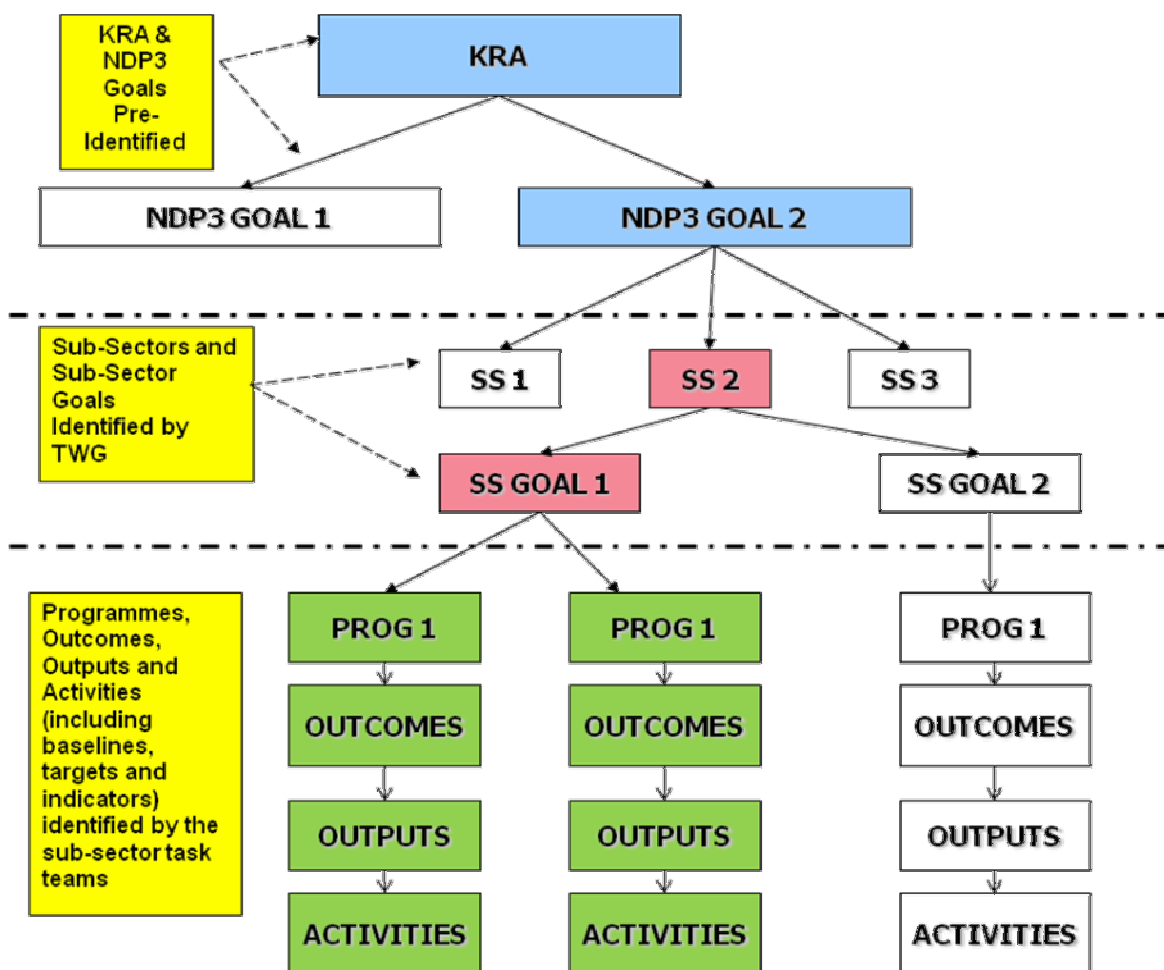 KRA &
NDP3
Goals
Pre-
Identified
KRA
NDP3 GOAL 1
NDP3 GOAL 2
Sub-Sectors and
Sub-Sector
Goals
Identified by
TWG
SS 1
SS 2
SS 3
SS GOAL 1
SS GOAL 2
Programmes,
Outcomes,
Outputs and
Activities
(including
baselines,
targets and
indicators)
identified by the
sub-sector task
teams
PROG 1
PROG 1
PROG 1
OUTCOMES
OUTCOMES
OUTCOMES
OUTPUTS
OUTPUTS
OUTPUTS
ACTIVITIES
ACTIVITIES
ACTIVITIES